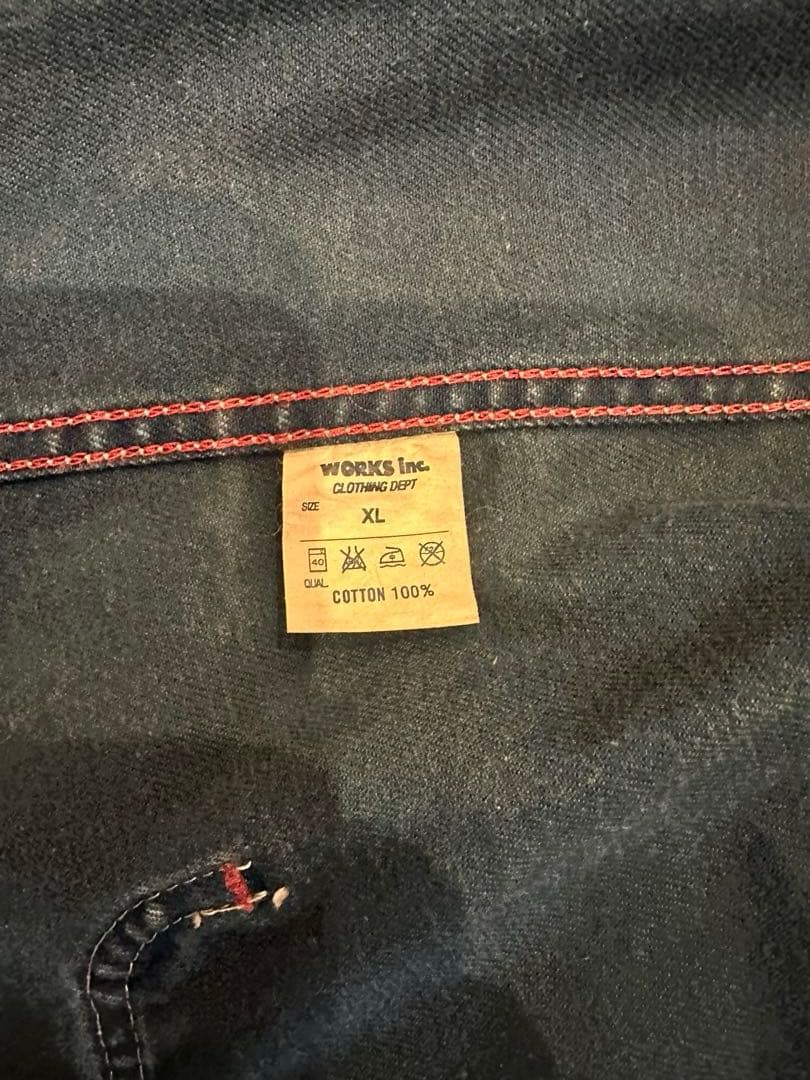 WORKS inc.
CLOTHING DEPT
SIZE
XL
40
QUAL.
COTTON 100%